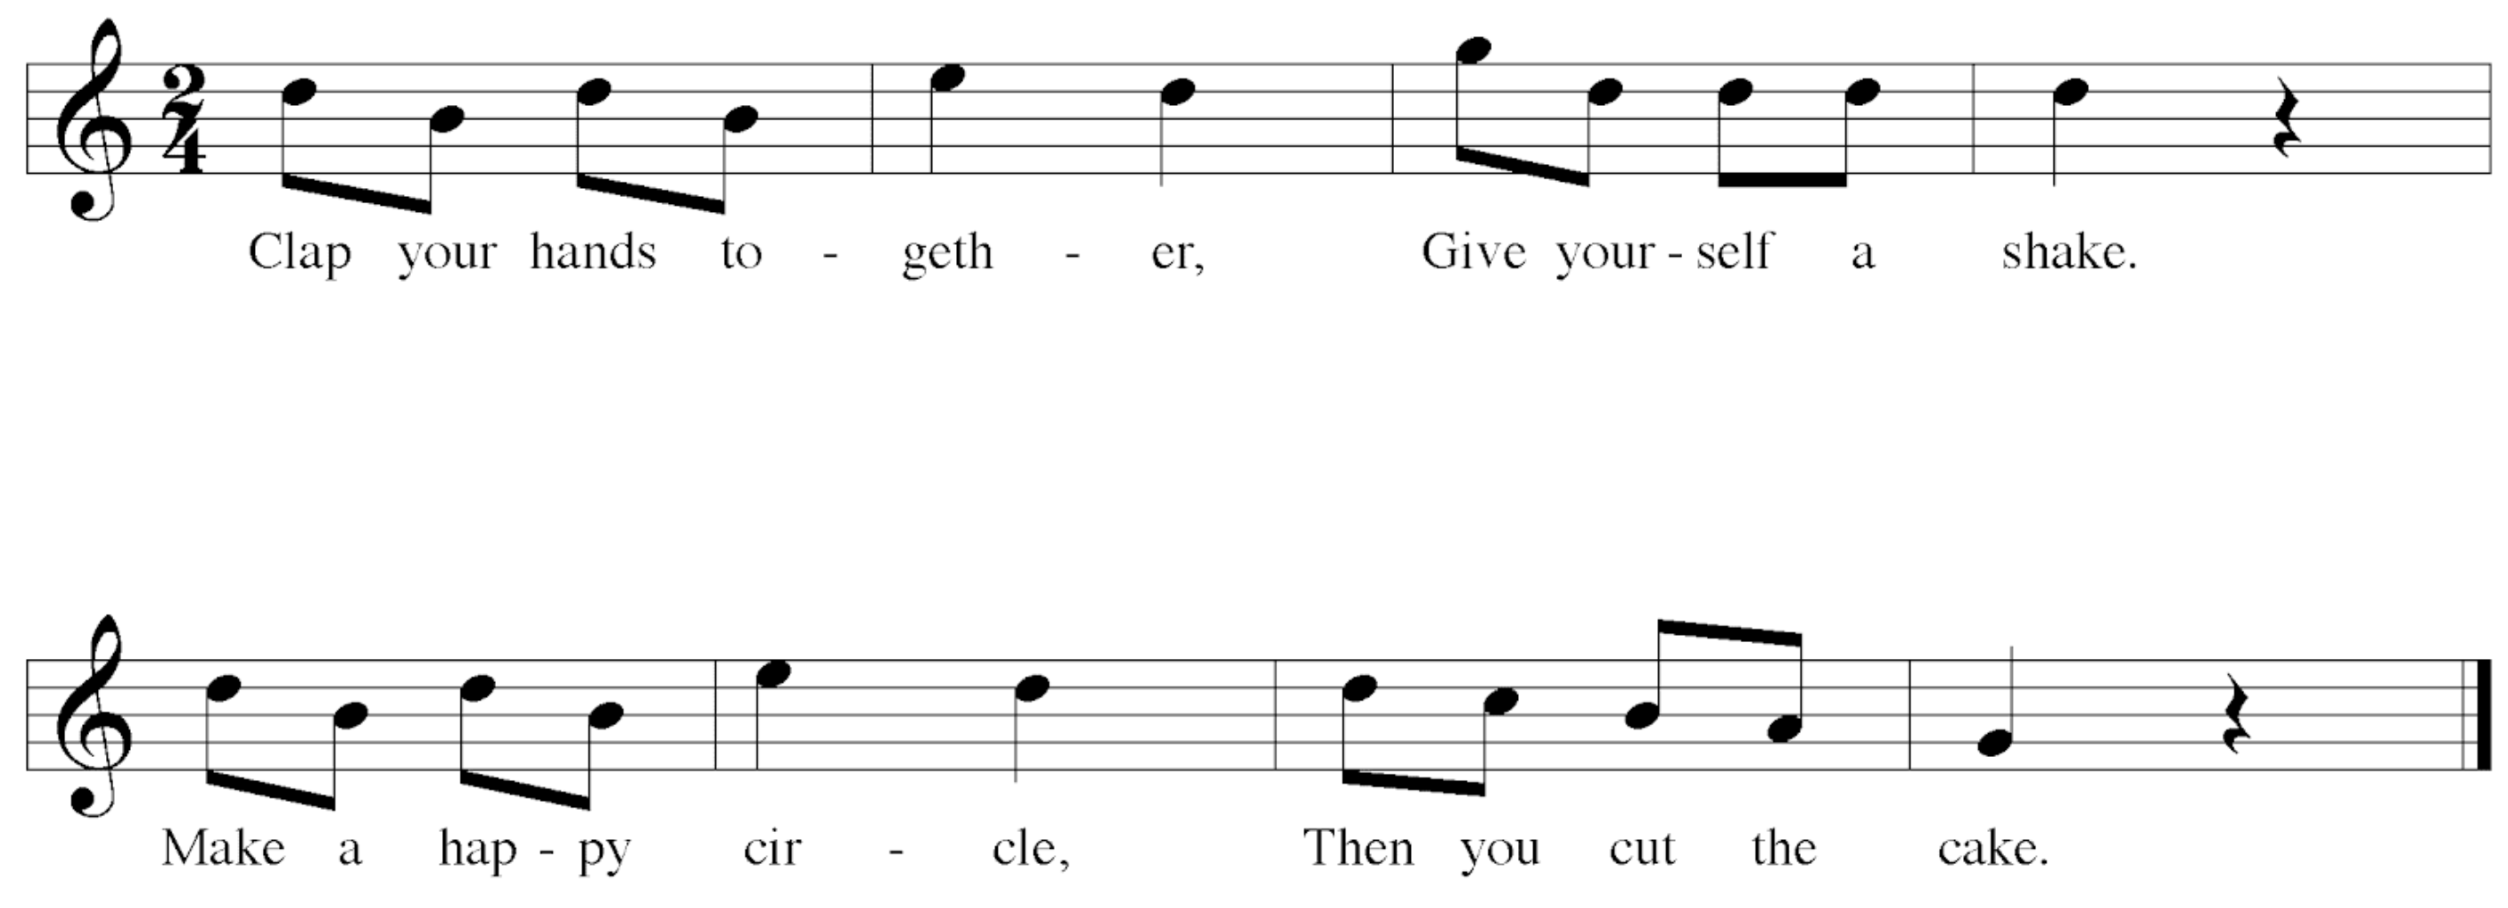 2
4
Clap your hands to - geth - er, Give your - self a shake.
Make a hap - py cir - cle, Then you cut the cake.